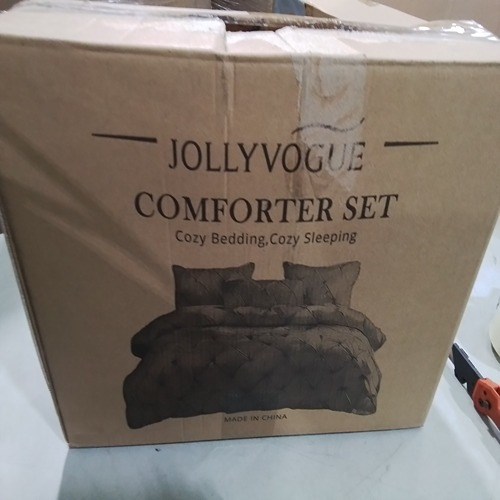 JOLLYVOGUE
COMFORTER SET
Cozy Bedding,Cozy Sleeping
MADE IN CHINA